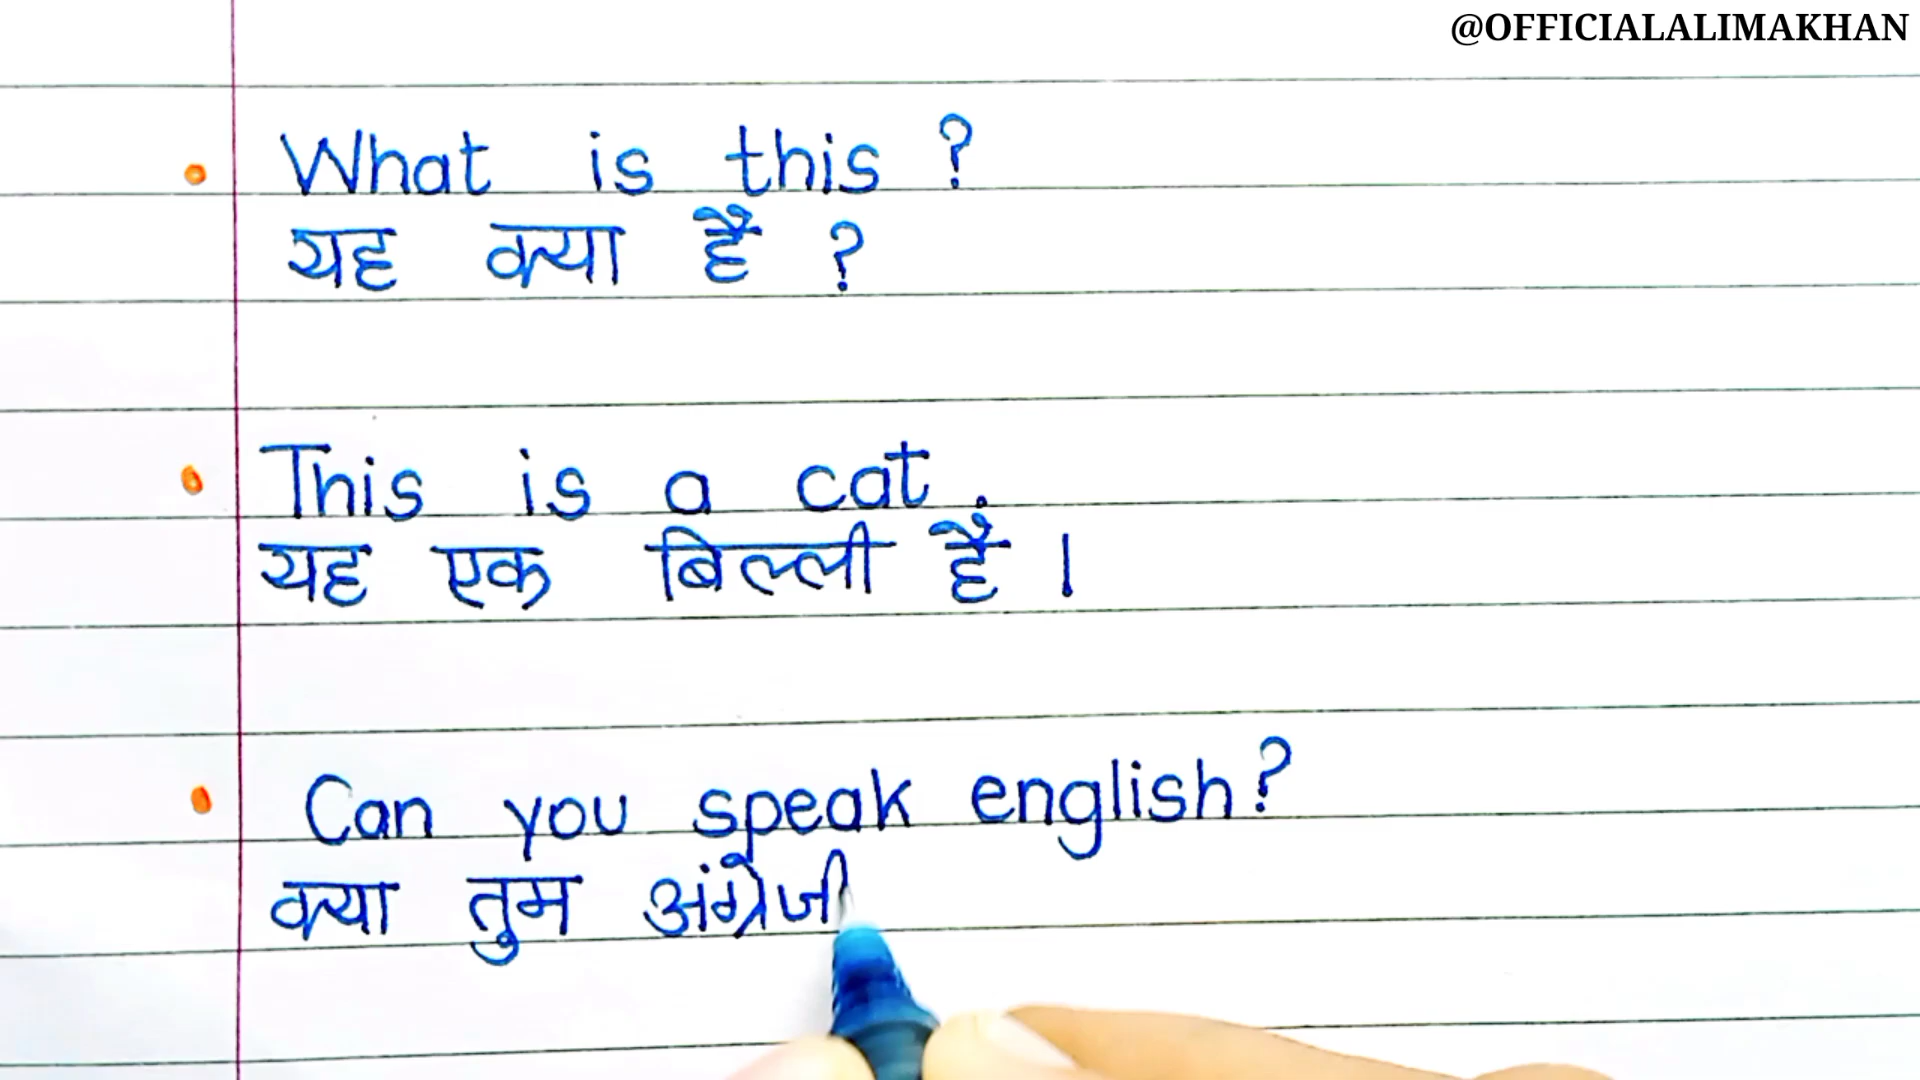 @OFFICIALALIMAKHAN
What is this ?
यह क्या है ?
This is a cat.
यह एक बिल्ली है ।
Can you speak english?
क्या तुम अंग्रेजी